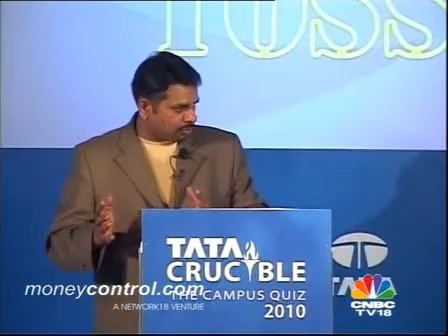 TOSS
TATA
CRUCIBLE
THE CAMPUS QUIZ
2010
TATA
moneycontrol.com
A NETWORK18 VENTURE
CNBC
TV18